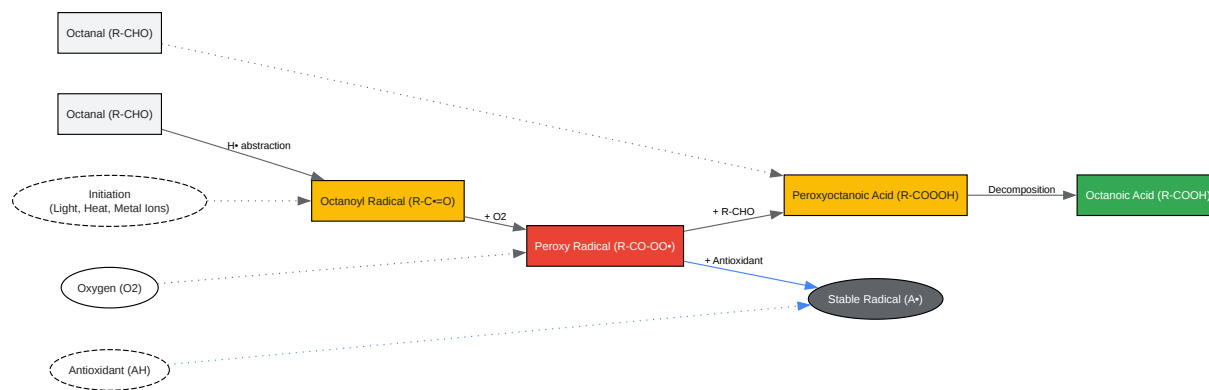 Octanal (R-CHO)
Octanal (R-CHO)
H• abstraction
Initiation
(Light, Heat, Metal Ions)
Octanoyl Radical (R-C•=O)
+ O2
Oxygen (O2)
Peroxy Radical (R-CO-OO•)
+ R-CHO
+ Antioxidant
Peroxyoctanoic Acid (R-COOOH)
Decomposition
Octanoic Acid (R-COOH)
Stable Radical (A•)
Antioxidant (AH)